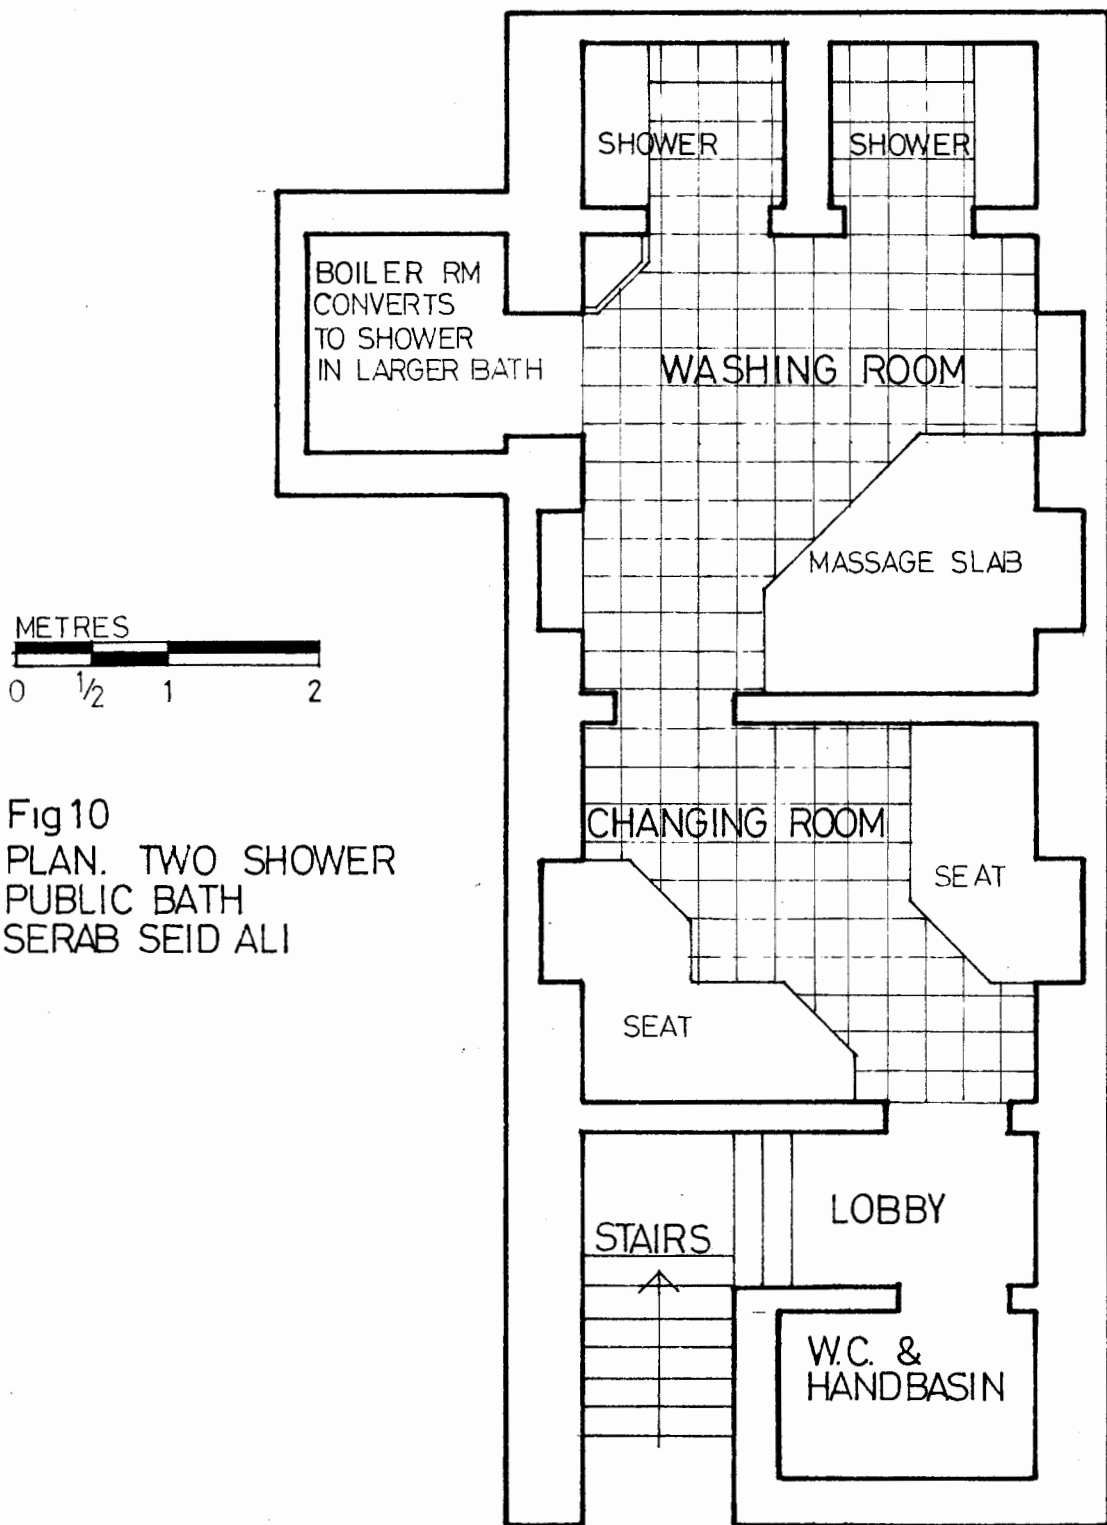 SHOWER
SHOWER
BOILER RM
CONVERTS
TO SHOWER
IN LARGER BATH
WASHING ROOM
MASSAGE SLAB
METRES
0 1/2 1 2
Fig 10
PLAN. TWO SHOWER
PUBLIC BATH
SERAB SEID ALI
CHANGING ROOM
SEAT
SEAT
LOBBY
STAIRS
W.C. &
HANDBASIN